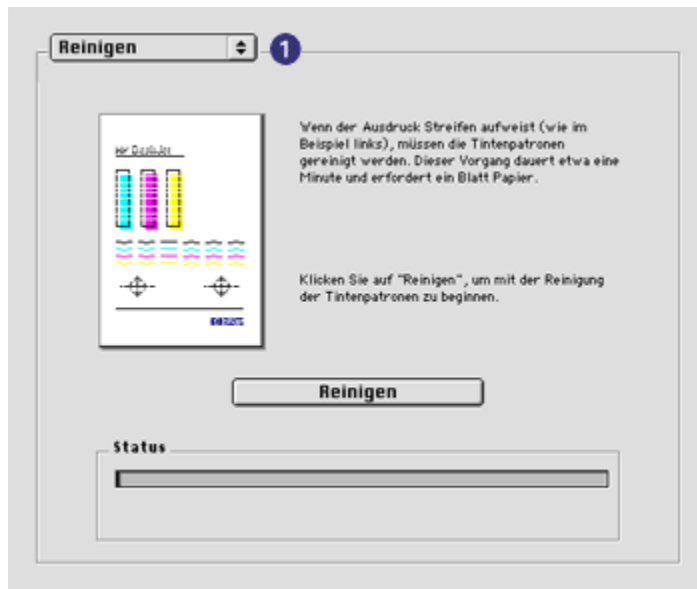 Reinigen
1
Wenn der Ausdruck Streifen aufweist (wie im
Beispiel links), müssen die Tintenpatronen
gereinigt werden. Dieser Vorgang dauert etwa eine
Minute und erfordert ein Blatt Papier.
Klicken Sie auf "Reinigen", um mit der Reinigung
der Tintenpatronen zu beginnen.
Reinigen
Status